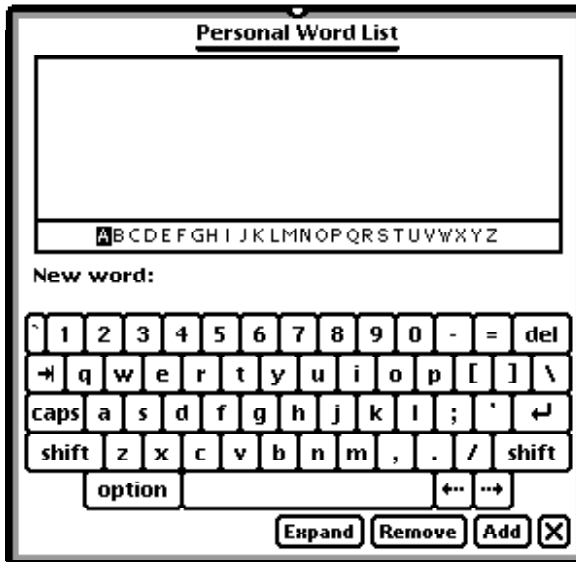 Personal Word List
A B C D E F G H I J K L M N O P Q R S T U V W X Y Z
New word:
` 1 2 3 4 5 6 7 8 9 0 - = del
q w e r t y u i o p [ ] \
caps a s d f g h j k l ; '
shift z x c v b n m , . / shift
option
Expand Remove Add